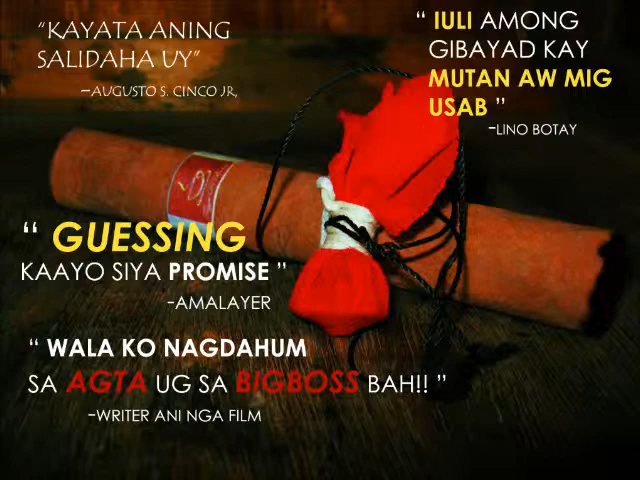 “KAYATA ANING
SALIDAHA UY”
-AUGUSTO S. CINCO JR,
“ IULI AMONG
GIBAYAD KAY
MUTAN AW MIG
USAB ”
-LINO BOTAY
“ GUESSING
KAAYO SIYA PROMISE ”
-AMALAYER
“ WALA KO NAGDAHUM
SA AGTA UG SA BIGBOSS BAH!! ”
-WRITER ANI NGA FILM